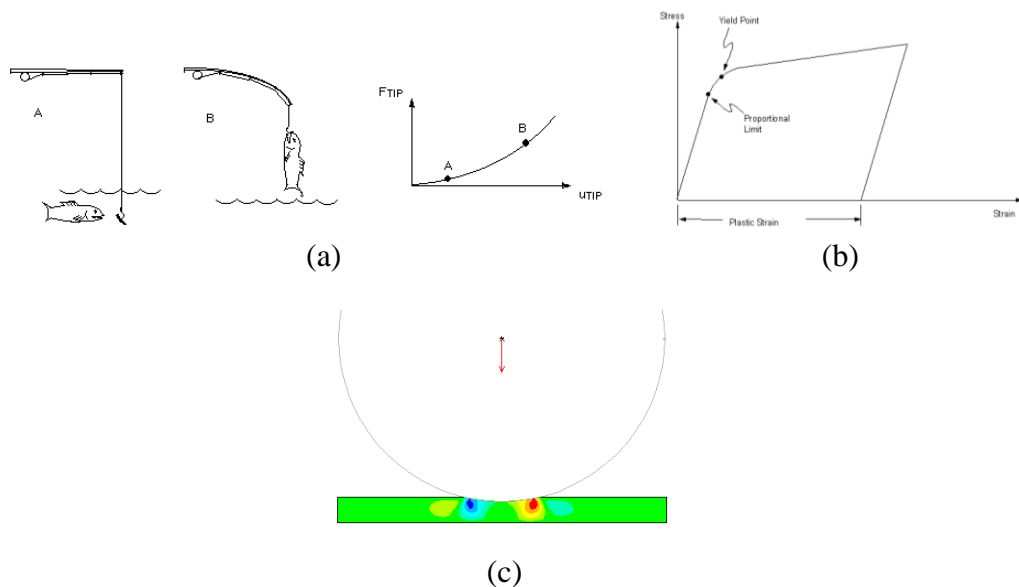 A
B
FTIP
A
B
uTIP
(a)
Stress
Yield Point
Proportional
Limit
Plastic Strain
Strain
(b)
(c)